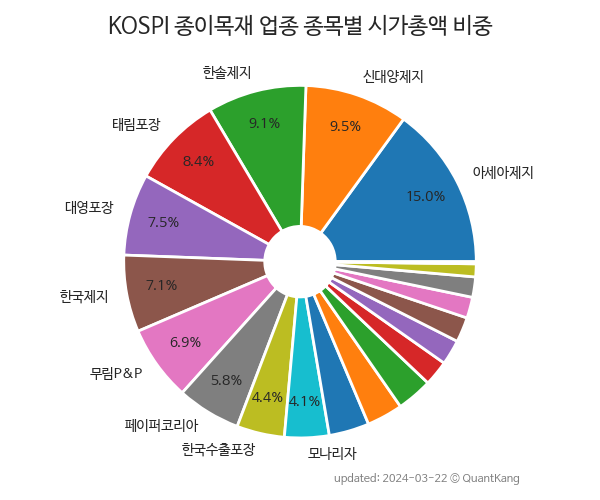 KOSPI 종이목재 업종 종목별 시가총액 비중
아세아제지
15.0%
신대양제지
9.5%
한솔제지
9.1%
태림포장
8.4%
대영포장
7.5%
한국제지
7.1%
무림P&P
6.9%
페이퍼코리아
5.8%
한국수출포장
4.4%
모나리자
4.1%
updated: 2024-03-22 © QuantKang